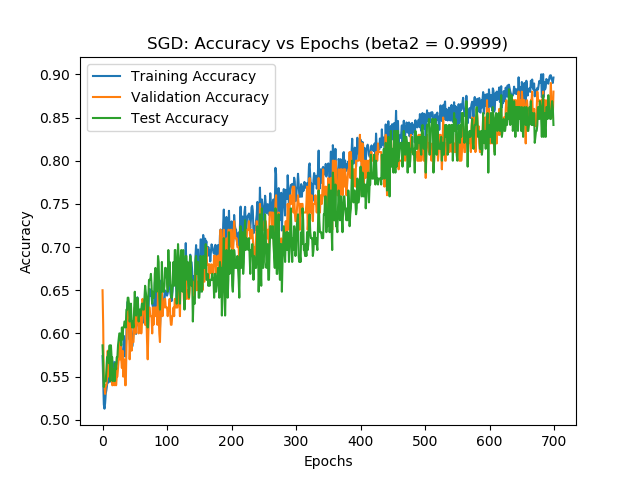 SGD: Accuracy vs Epochs (beta2 = 0.9999)
Training Accuracy
Validation Accuracy
Test Accuracy
Accuracy
0.90
0.85
0.80
0.75
0.70
0.65
0.60
0.55
0.50
0 100 200 300 400 500 600 700
Epochs